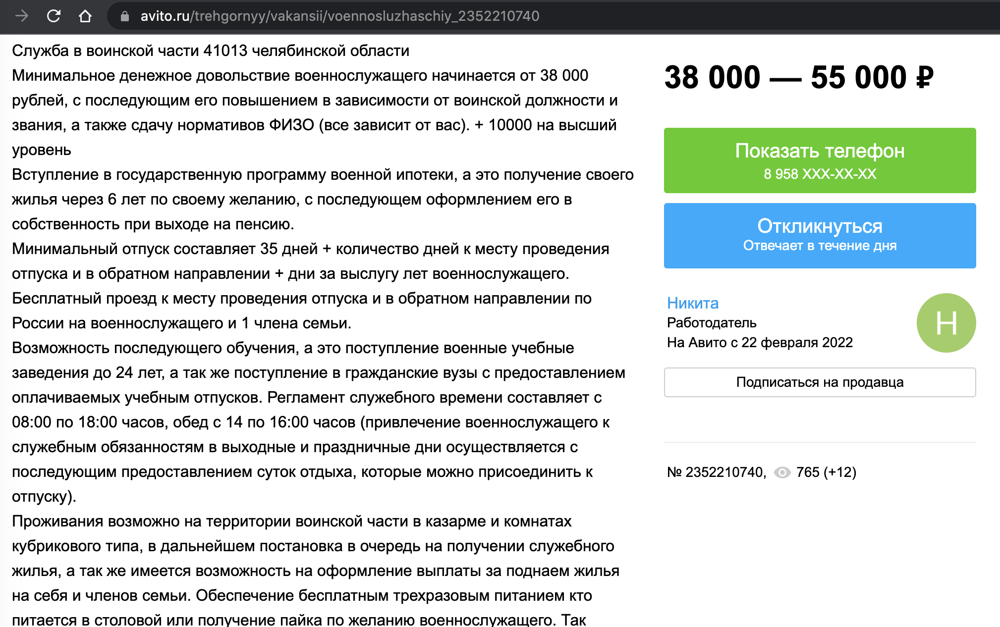 avito.ru/trehgornyy/vakansii/voennosluzhaschiy_2352210740
Служба в воинской части 41013 челябинской области
Минимальное денежное довольствие военнослужащего начинается от 38 000
рублей, с последующим его повышением в зависимости от воинской должности и
звания, а также сдачу нормативов ФИЗО (все зависит от вас). + 10000 на высший
уровень
Вступление в государственную программу военной ипотеки, а это получение своего
жилья через 6 лет по своему желанию, с последующем оформлением его в
собственность при выходе на пенсию.
Минимальный отпуск составляет 35 дней + количество дней к месту проведения
отпуска и в обратном направлении + дни за выслугу лет военнослужащего.
Бесплатный проезд к месту проведения отпуска и в обратном направлении по
России на военнослужащего и 1 члена семьи.
Возможность последующего обучения, а это поступление военные учебные
заведения до 24 лет, а так же поступление в гражданские вузы с предоставлением
оплачиваемых учебным отпусков. Регламент служебного времени составляет с
08:00 по 18:00 часов, обед с 14 по 16:00 часов (привлечение военнослужащего к
служебным обязанностям в выходные и праздничные дни осуществляется с
последующим предоставлением суток отдыха, которые можно присоединить к
отпуску).
Проживания возможно на территории воинской части в казарме и комнатах
кубрикового типа, в дальнейшем постановка в очередь на получении служебного
жилья, а так же имеется возможность на оформление выплаты за поднаем жилья
на себя и членов семьи. Обеспечение бесплатным трехразовым питанием кто
питается в столовой или получение пайка по желанию военнослужащего. Так
38 000 — 55 000 ₽
Показать телефон
8 958 XXX-XX-XX
Откликнуться
Отвечает в течение дня
Никита
Работодатель
На Авито с 22 февраля 2022
Н
Подписаться на продавца
№ 2352210740, 765 (+12)